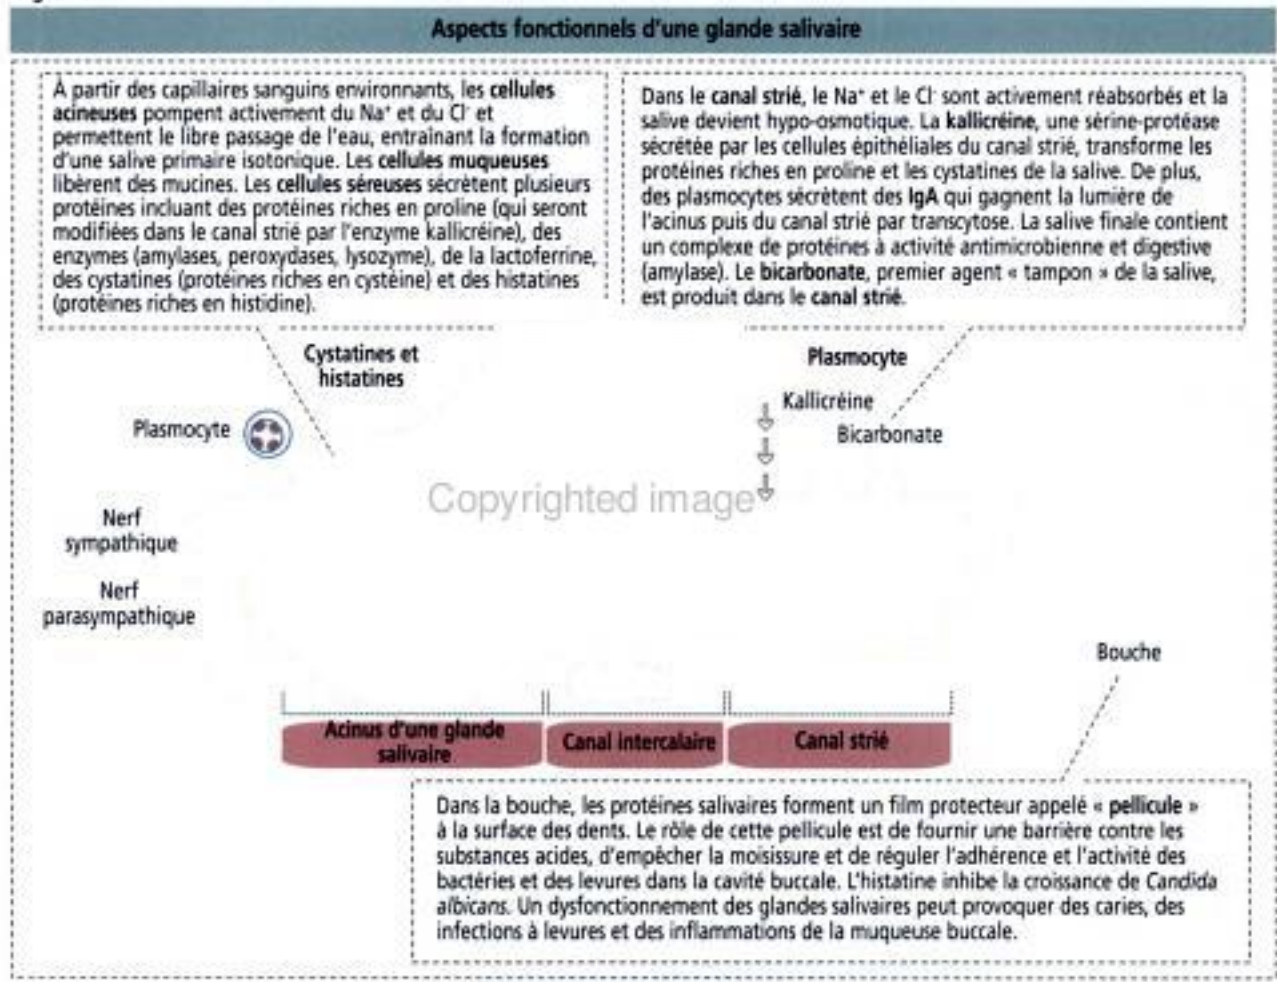 Aspects fonctionnels d'une glande salivaire
À partir des capillaires sanguins environnants, les cellules
acineuses pompent activement du Na⁺ et du Cl⁻ et
permettent le libre passage de l'eau, entraînant la formation
d'une salive primaire isotonique. Les cellules muqueuses
libèrent des mucines. Les cellules séreuses sécrètent plusieurs
protéines incluant des protéines riches en proline (qui seront
modifiées dans le canal strié par l'enzyme kallicréine), des
enzymes (amylases, peroxydases, lysozyme), de la lactoferrine,
des cystatines (protéines riches en cystéine) et des histatines
(protéines riches en histidine).
Dans le canal strié, le Na⁺ et le Cl⁻ sont activement réabsorbés et la
salive devient hypo-osmotique. La kallicréine, une sérine-protéase
sécrétée par les cellules épithéliales du canal strié, transforme les
protéines riches en proline et les cystatines de la salive. De plus,
des plasmocytes sécrètent des IgA qui gagnent la lumière de
l'acinus puis du canal strié par transcytose. La salive finale contient
un complexe de protéines à activité antimicrobienne et digestive
(amylase). Le bicarbonate, premier agent « tampon » de la salive,
est produit dans le canal strié.
Cystatines et
histatines
Plasmocyte
Plasmocyte
Kallicréine
Bicarbonate
Copyrighted image
Nerf
sympathique
Nerf
parasympathique
Bouche
Acinus d'une glande
salivaire
Canal intercalaire
Canal strié
Dans la bouche, les protéines salivaires forment un film protecteur appelé « pellicule »
à la surface des dents. Le rôle de cette pellicule est de fournir une barrière contre les
substances acides, d'empêcher la moisissure et de réguler l'adhérence et l'activité des
bactéries et des levures dans la cavité buccale. L'histatine inhibe la croissance de Candida
albicans. Un dysfonctionnement des glandes salivaires peut provoquer des caries, des
infections à levures et des inflammations de la muqueuse buccale.